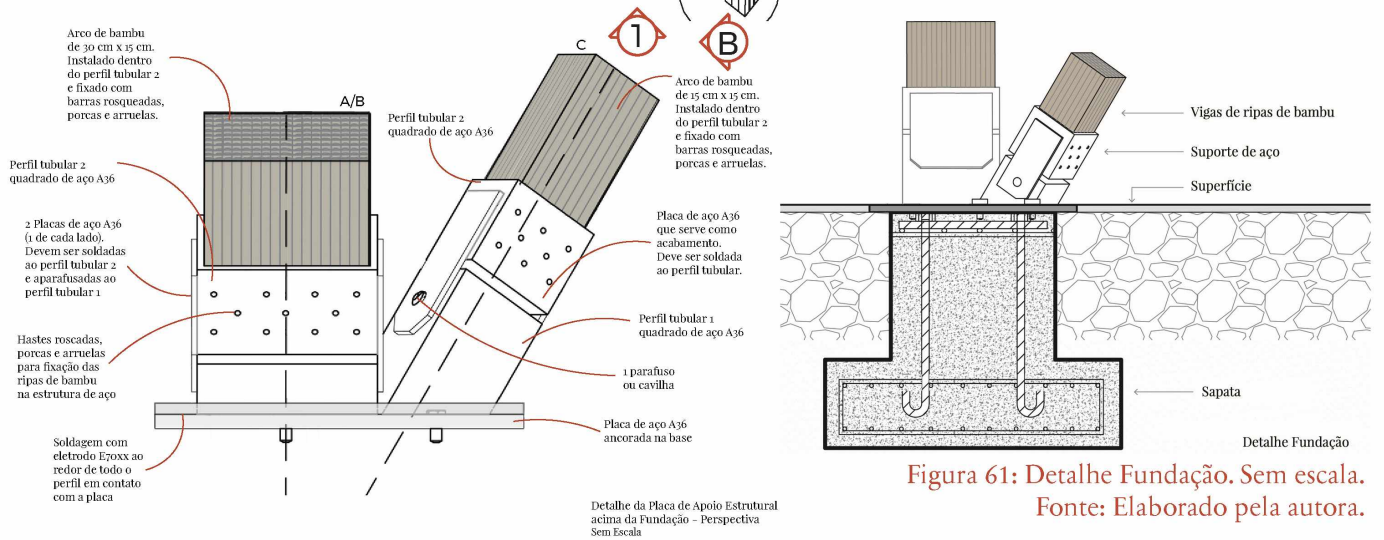 Arco de bambu
de 30 cm x 15 cm.
Instalado dentro
do perfil tubular 2
e fixado com
barras rosqueadas,
porcas e arruelas.
A/B
Perfil tubular 2
quadrado de aço A36
2 Placas de aço A36
(1 de cada lado).
Devem ser soldadas
ao perfil tubular 2
e aparafusadas ao
perfil tubular 1
Hastes roscadas,
porcas e arruelas
para fixação das
ripas de bambu
na estrutura de aço
Soldagem com
eletrodo E70xx ao
redor de todo o
perfil em contato
com a placa
Perfil tubular 2
quadrado de aço A36
C
1
B
Arco de bambu
de 15 cm x 15 cm.
Instalado dentro
do perfil tubular 2
e fixado com
barras rosqueadas,
porcas e arruelas.
Placa de aço A36
que serve como
acabamento.
Deve ser soldada
ao perfil tubular.
Perfil tubular 1
quadrado de aço A36
1 parafuso
ou cavilha
Placa de aço A36
ancorada na base
Detalhe da Placa de Apoio Estrutural
acima da Fundação - Perspectiva
Sem Escala
Vigas de ripas de bambu
Suporte de aço
Superfície
Sapata
Detalhe Fundação
Figura 61: Detalhe Fundação. Sem escala.
Fonte: Elaborado pela autora.